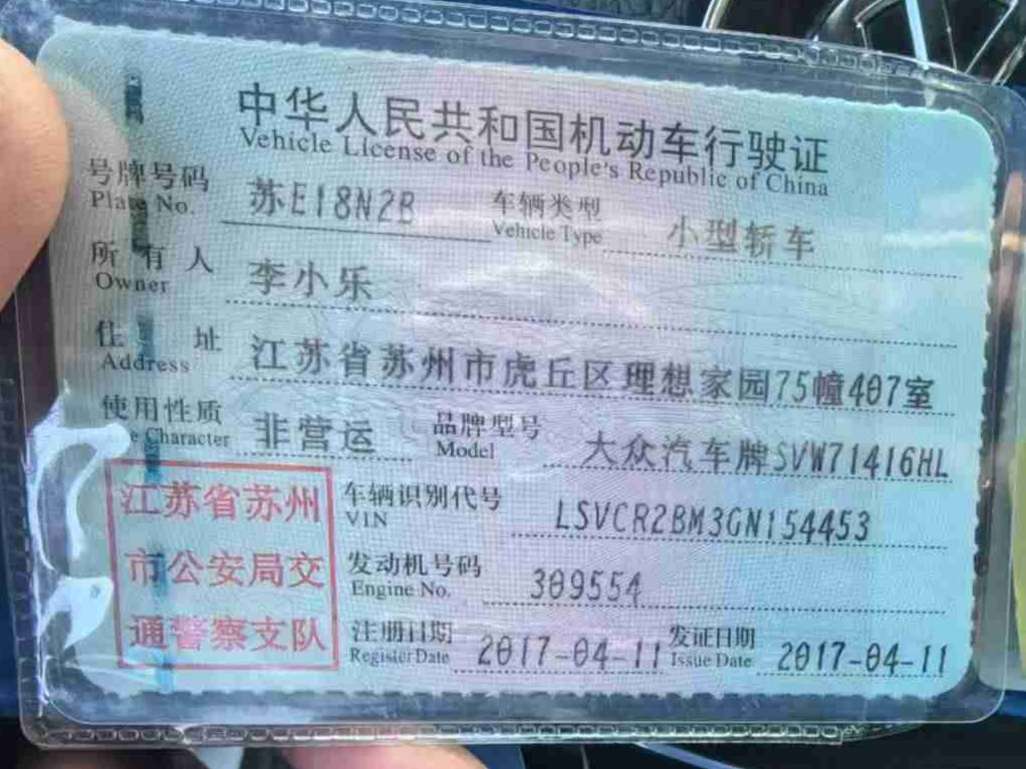 中华人民共和国机动车行驶证
Vehicle License of the People's Republic of China
号牌号码 苏E18N2B 车辆类型 小型轿车
Plate No. Vehicle Type
所有人 李小乐
Owner
住址 江苏省苏州市虎丘区理想家园75幢407室
Address
使用性质 非营运 品牌型号 大众汽车牌SVW71416HL
Character Model
江苏省苏州 车辆识别代号 LSVCR2BM3GN154453
VIN
市公安局交 发动机号码 309554
Engine No.
通警察支队 注册日期 2017-04-11 发证日期 2017-04-11
Register Date Issue Date